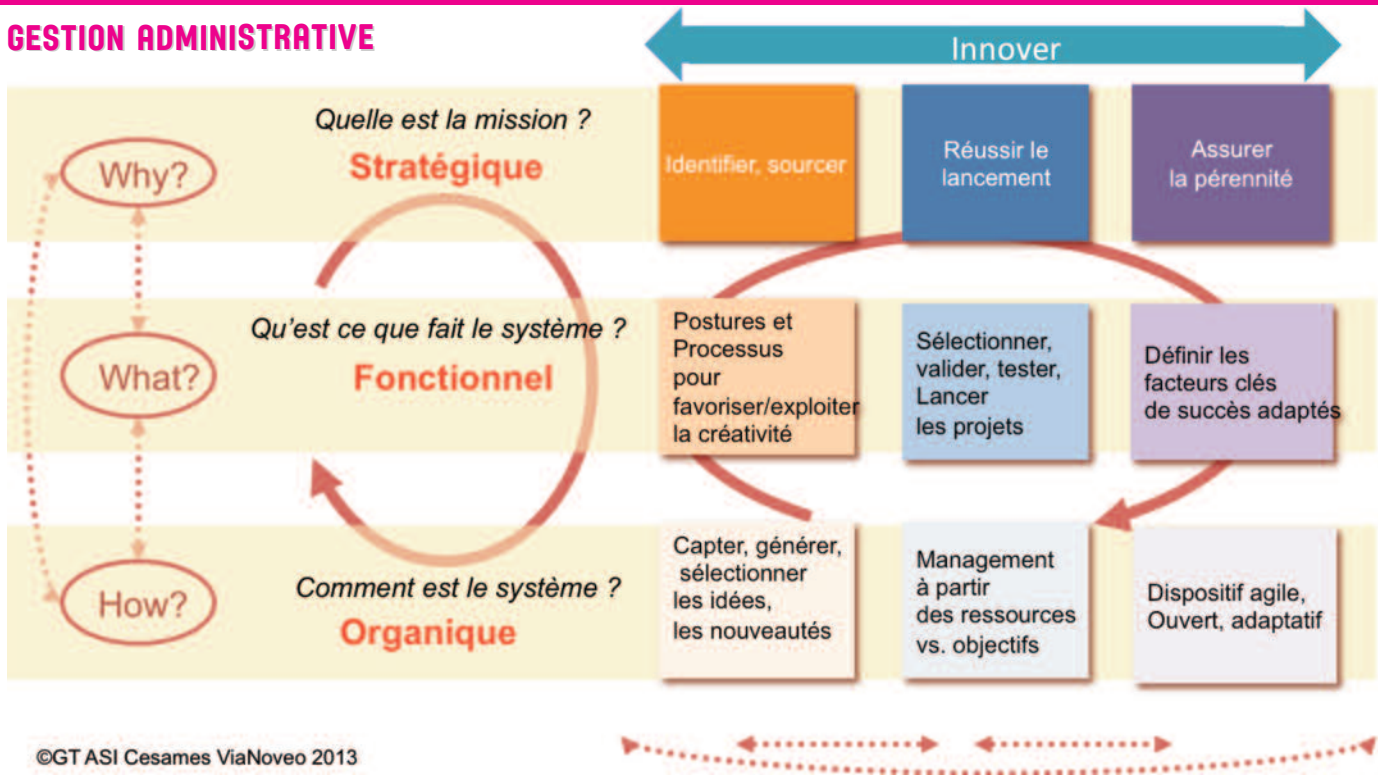 GESTION ADMINISTRATIVE
Innover
Why?
Quelle est la mission ?
Stratégique
Identifier, sourcer
Réussir le
lancement
Assurer
la pérennité
What?
Qu'est ce que fait le système ?
Fonctionnel
Postures et
Processus
pour
favoriser/exploiter
la créativité
Sélectionner,
valider, tester,
Lancer
les projets
Définir les
facteurs clés
de succès adaptés
How?
Comment est le système ?
Organique
Capter, générer,
sélectionner
les idées,
les nouveautés
Management
à partir
des ressources
vs. objectifs
Dispositif agile,
Ouvert, adaptatif
©GT ASI Cesames ViaNoveo 2013